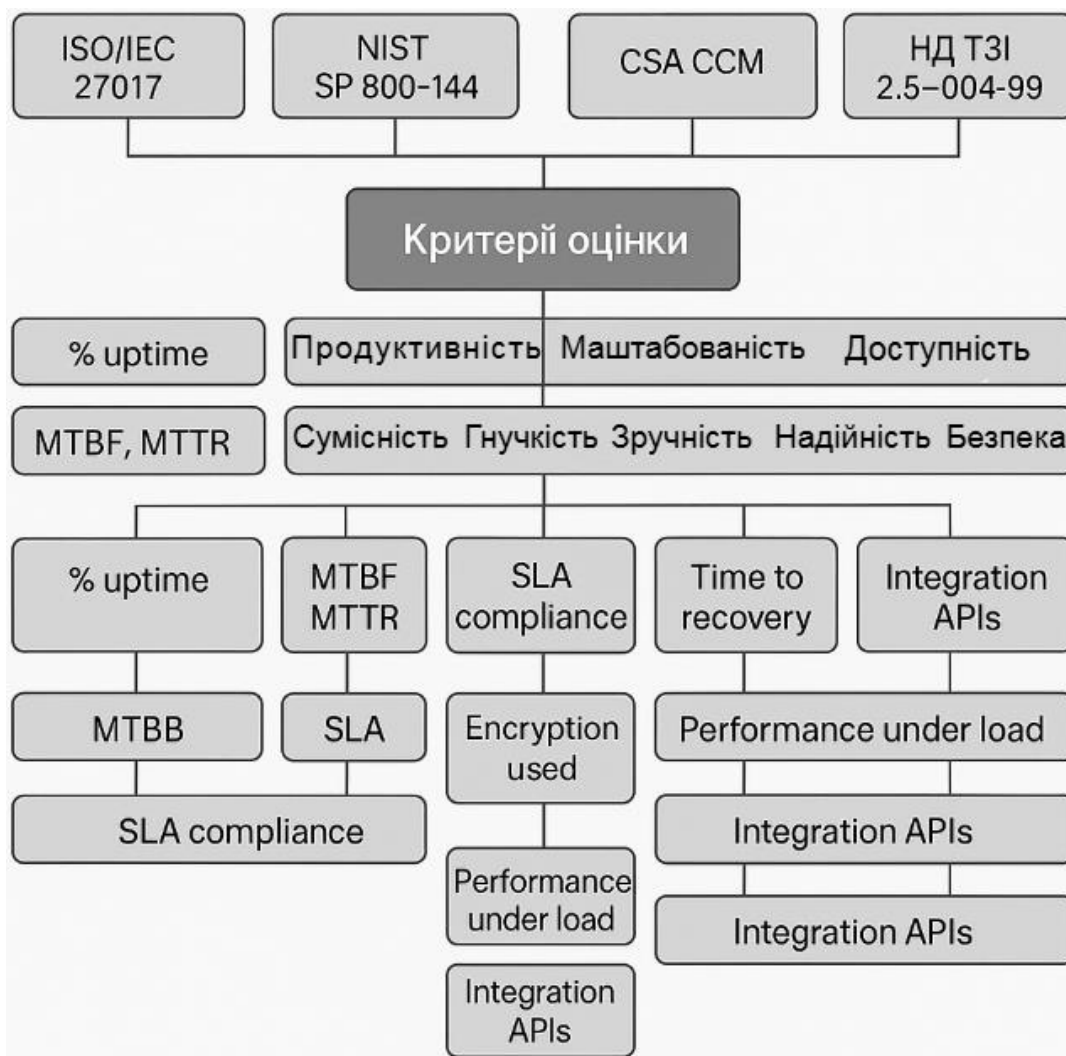 ISO/IEC
27017
NIST
SP 800-144
CSA CCM
НД ТЗІ
2.5–004-99
Критерії оцінки
% uptime
Продуктивність Маштабованість Доступність
MTBF, MTTR
Сумісність Гнучкість Зручність Надійність Безпека
% uptime
MTBF
MTTR
SLA
compliance
Time to
recovery
Integration
APIs
MTBB
SLA
Encryption
used
Performance under load
SLA compliance
Integration APIs
Performance
under load
Integration APIs
Integration
APIs